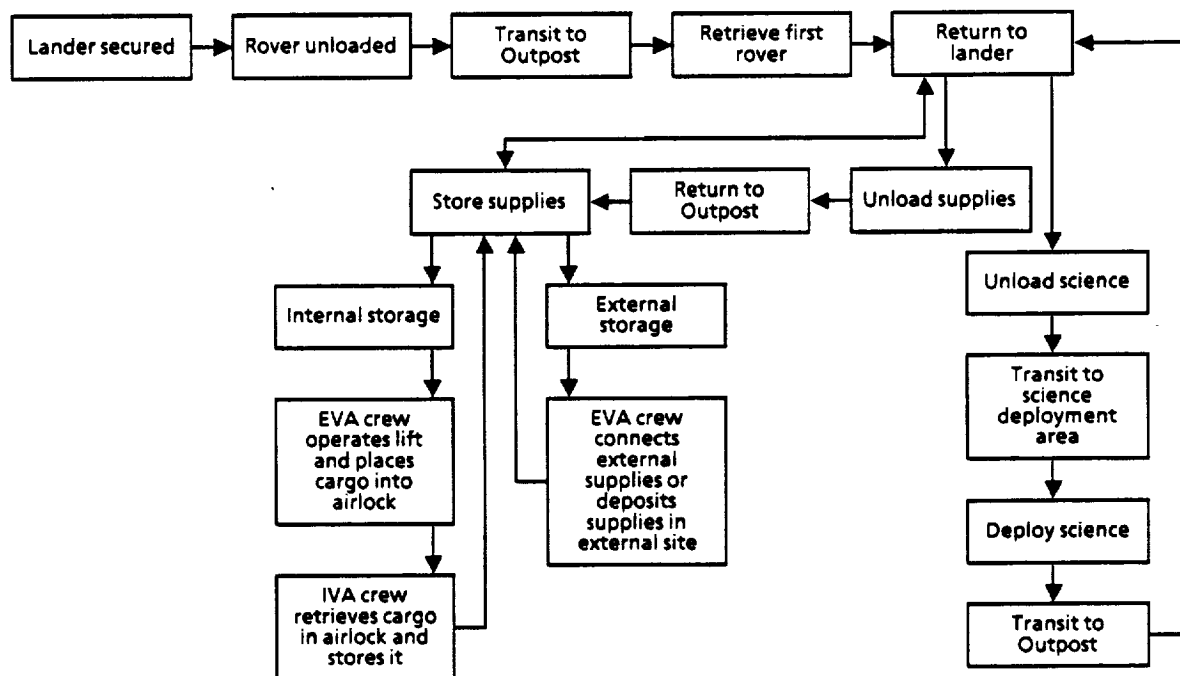 Lander secured
Rover unloaded
Transit to
Outpost
Retrieve first
rover
Return to
lander
Store supplies
Return to
Outpost
Unload supplies
Internal storage
External
storage
Unload science
EVA crew
operates lift
and places
cargo into
airlock
EVA crew
connects
external
supplies or
deposits
supplies in
external site
Transit to
science
deployment
area
Deploy science
IVA crew
retrieves cargo
in airlock and
stores it
Transit to
Outpost